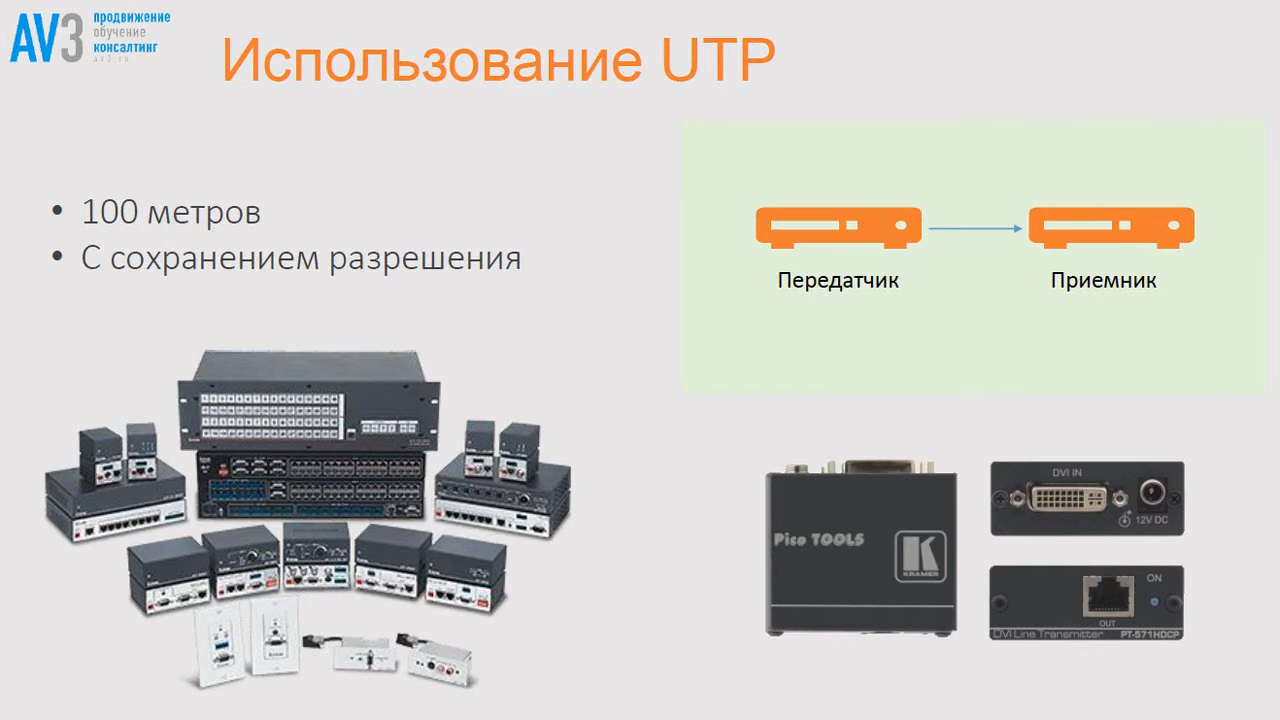 AV3
продвижение
обучение
консалтинг
av3.ru
Использование UTP
• 100 метров
• С сохранением разрешения
Передатчик
Приемник
Pico TOOLS
K
KRAMER
DVI IN
12V DC
ON
OUT
DVI Line Transmitter PT-571HDCP